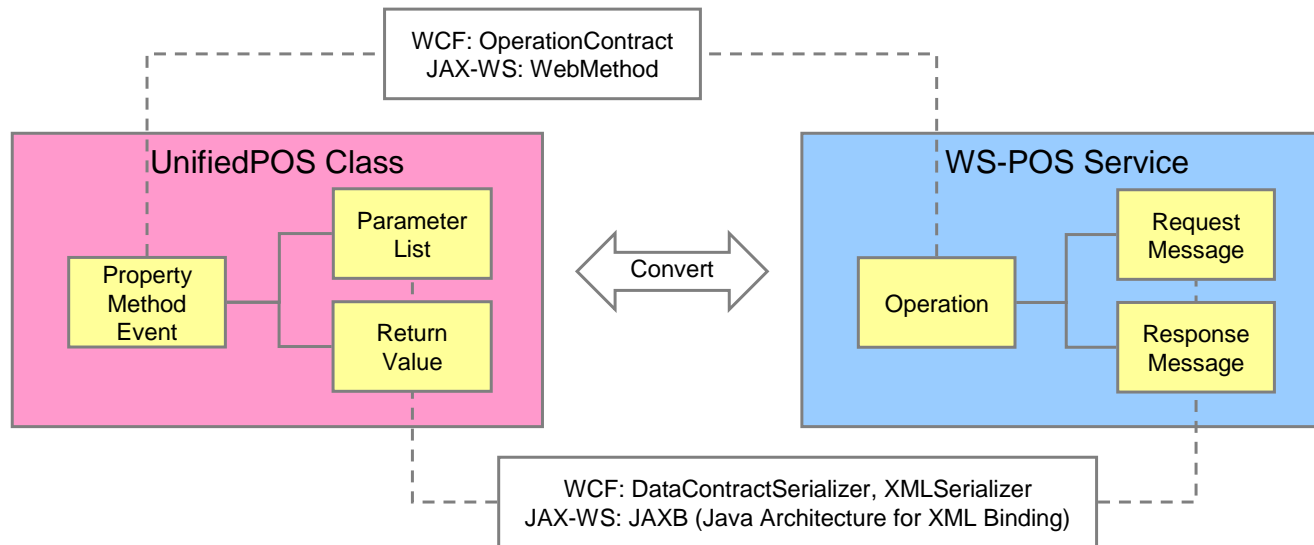 WCF: OperationContract
JAX-WS: WebMethod
UnifiedPOS Class
Parameter
List
Property
Method
Event
Return
Value
Convert
WS-POS Service
Request
Message
Operation
Response
Message
WCF: DataContractSerializer, XMLSerializer
JAX-WS: JAXB (Java Architecture for XML Binding)